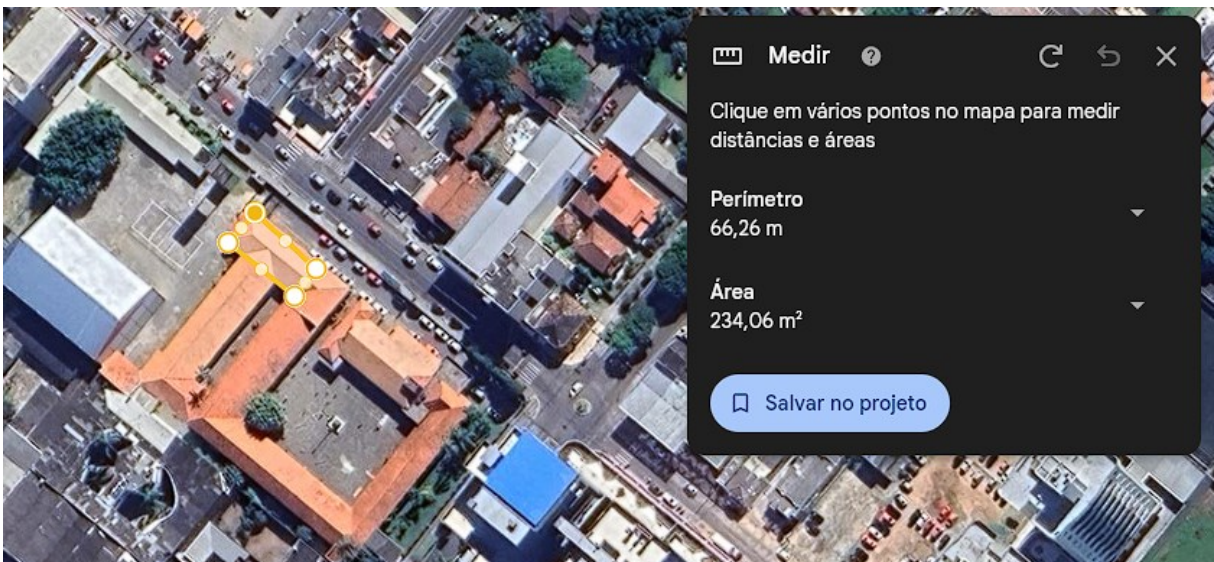 Medir
Clique em vários pontos no mapa para medir
distâncias e áreas
Perímetro
66,26 m
Área
234,06 m²
Salvar no projeto